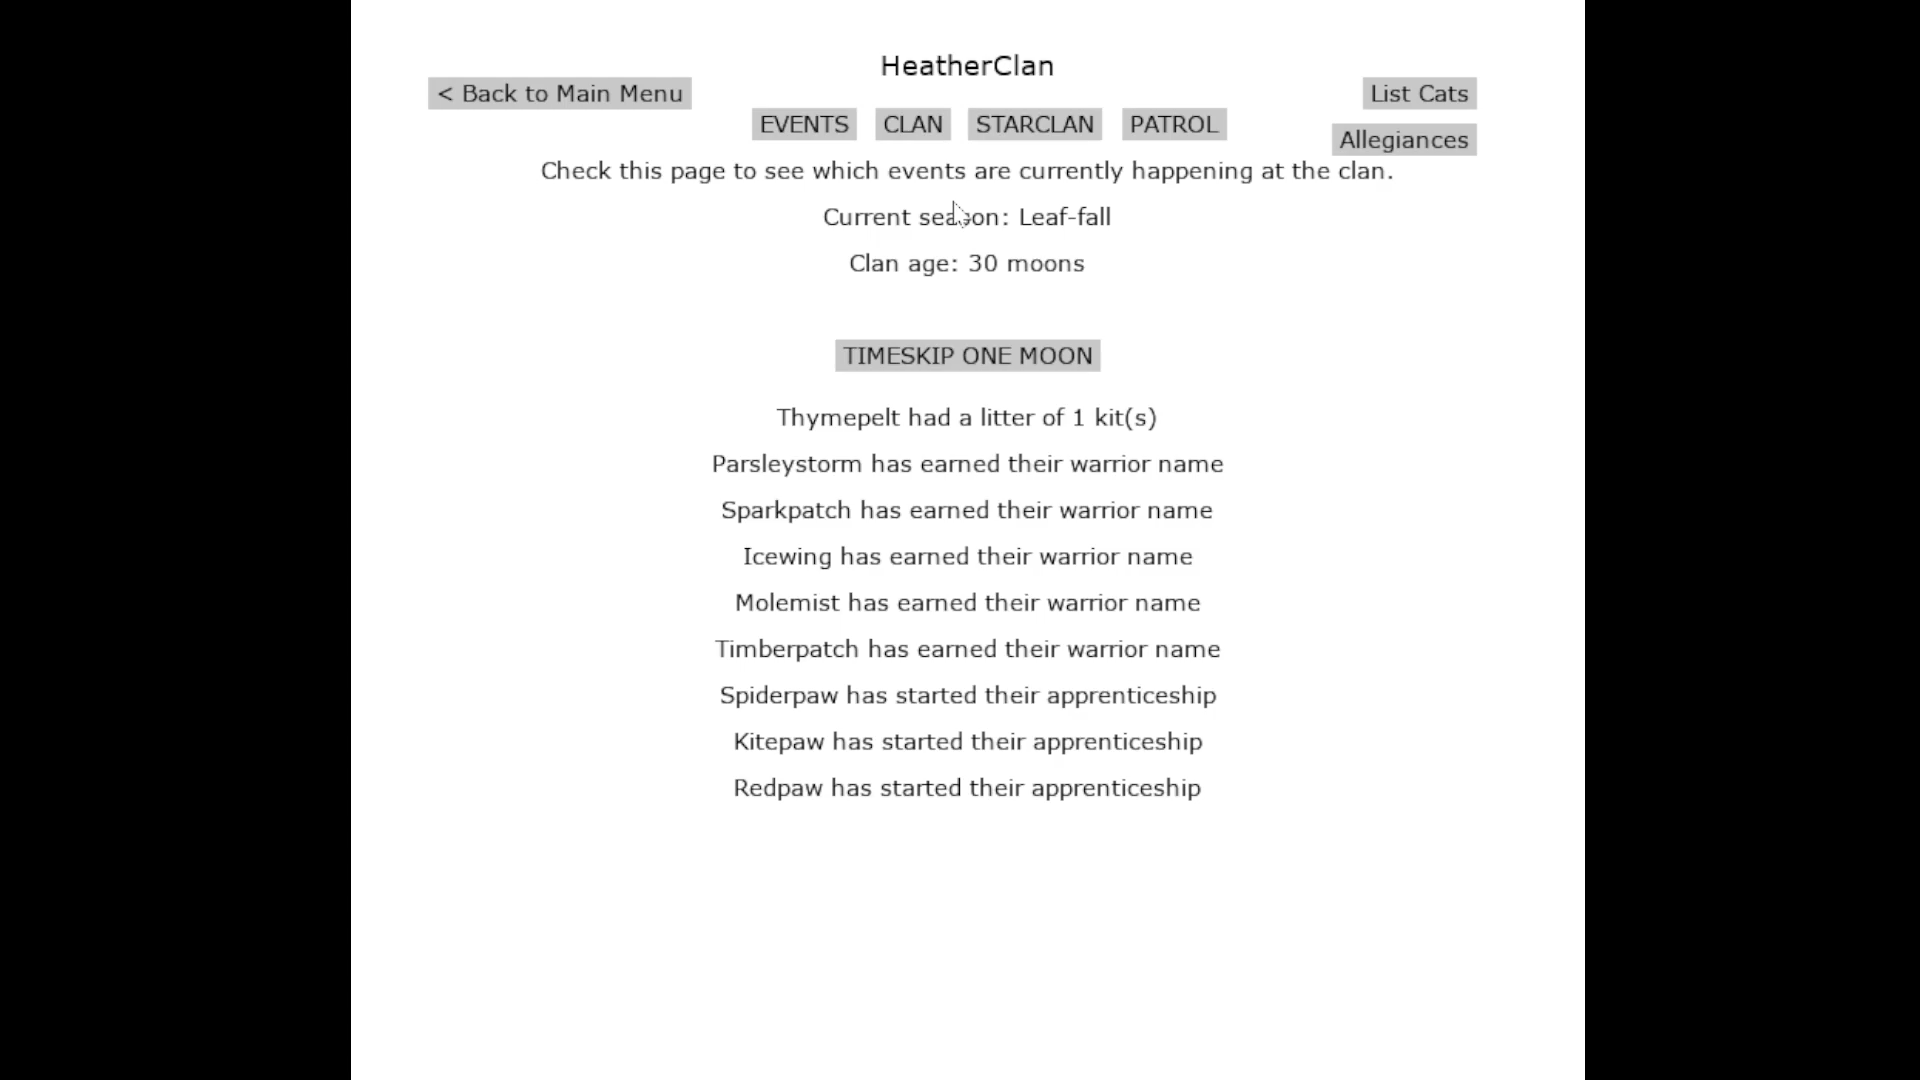 HeatherClan
< Back to Main Menu
List Cats
EVENTS CLAN STARCLAN PATROL
Allegiances
Check this page to see which events are currently happening at the clan.
Current season: Leaf-fall
Clan age: 30 moons
TIMESKIP ONE MOON
Thymepelt had a litter of 1 kit(s)
Parsleystorm has earned their warrior name
Sparkpatch has earned their warrior name
Icewing has earned their warrior name
Molemist has earned their warrior name
Timberpatch has earned their warrior name
Spiderpaw has started their apprenticeship
Kitepaw has started their apprenticeship
Redpaw has started their apprenticeship